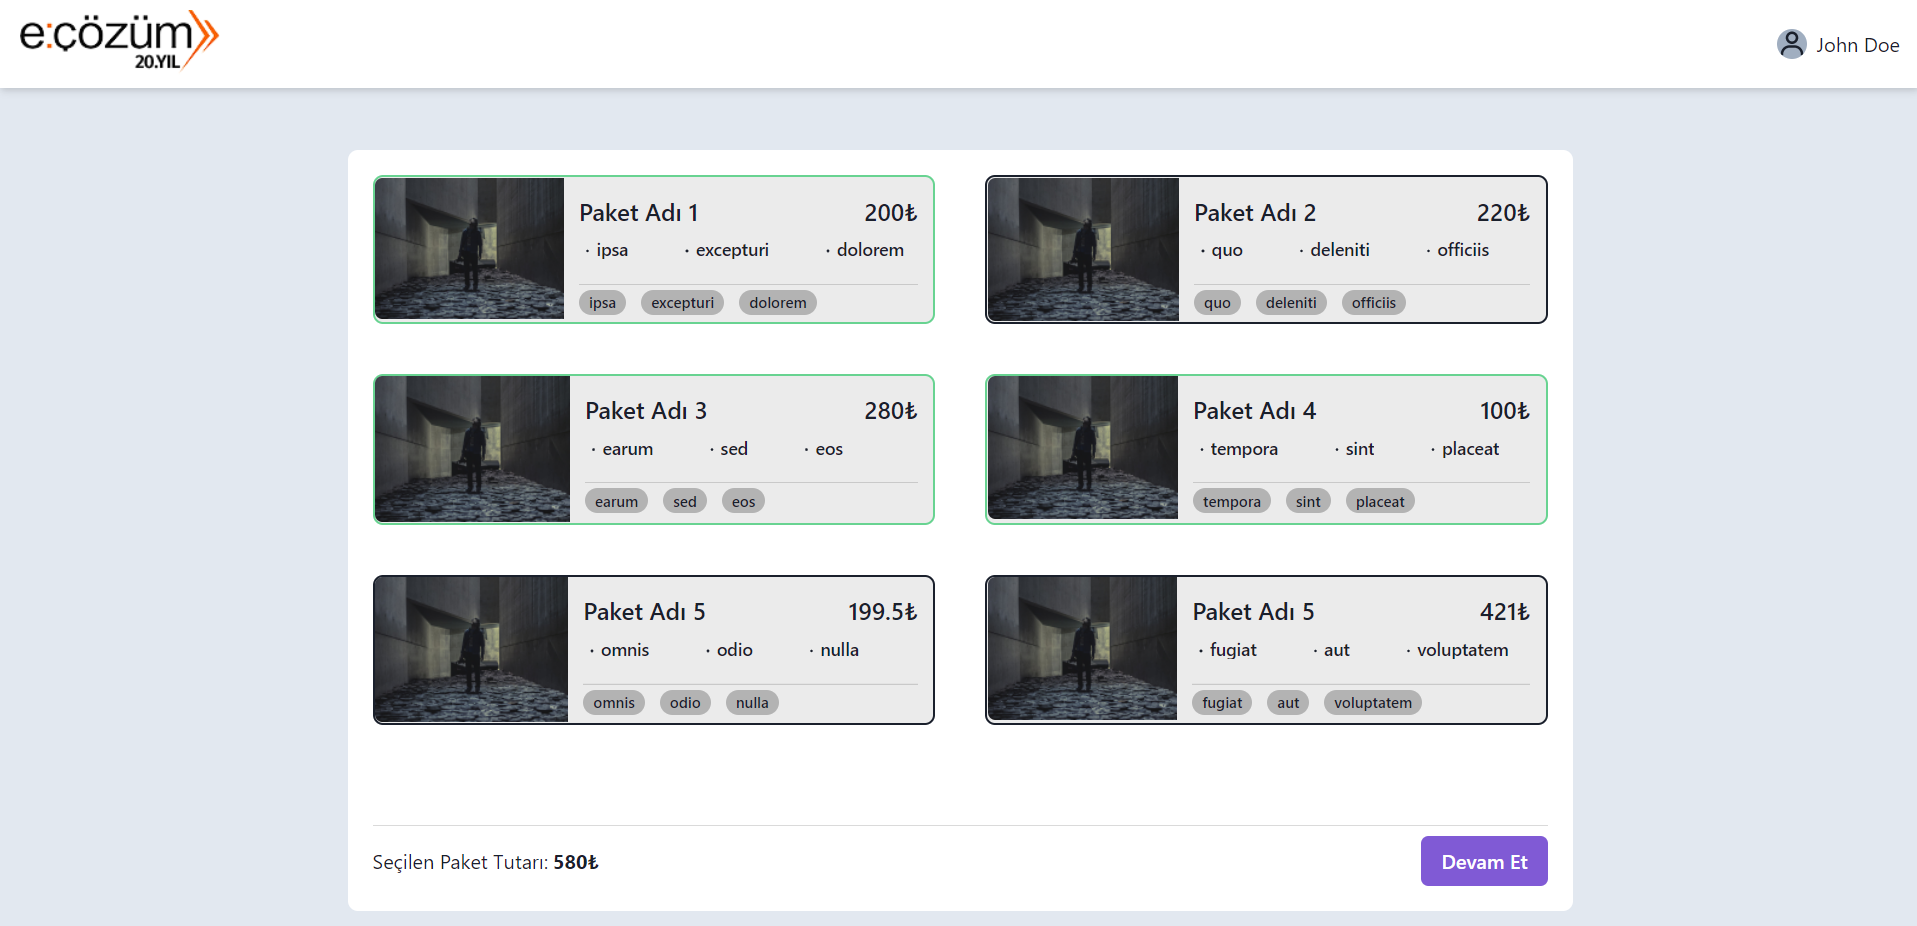 e:çözüm
20.YIL
John Doe
Paket Adı 1 200₺
· ipsa · excepturi · dolorem
ipsa excepturi dolorem
Paket Adı 2 220₺
· quo · deleniti · officiis
quo deleniti officiis
Paket Adı 3 280₺
· earum · sed · eos
earum sed eos
Paket Adı 4 100₺
· tempora · sint · placeat
tempora sint placeat
Paket Adı 5 199.5₺
· omnis · odio · nulla
omnis odio nulla
Paket Adı 5 421₺
· fugiat · aut · voluptatem
fugiat aut voluptatem
Seçilen Paket Tutarı: 580₺
Devam Et